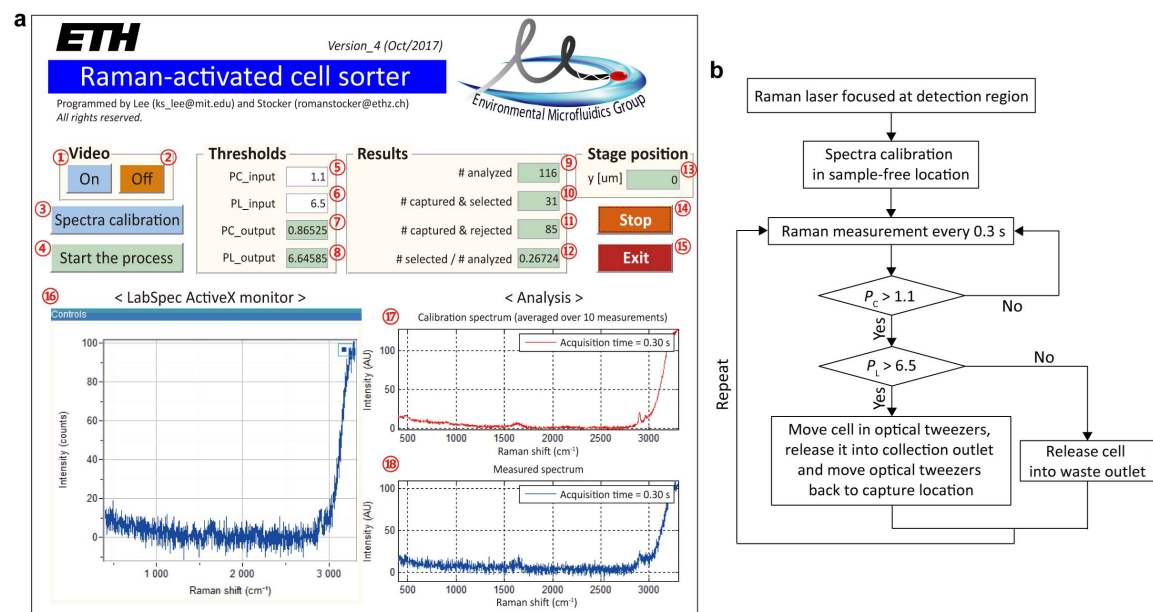 a
ETH
Version_4 (Oct/2017)
Raman-activated cell sorter
Programmed by Lee (ks_lee@mit.edu) and Stocker (romanstocker@ethz.ch)
All rights reserved.
Environmental Microfluidics Group
① Video ②
On Off
③ Spectra calibration
④ Start the process
Thresholds
PC_input 1.1 ⑤
PL_input 6.5 ⑥
PC_output 0.86525 ⑦
PL_output 6.64585 ⑧
Results
# analyzed 116 ⑨
# captured & selected 31 ⑩
# captured & rejected 85 ⑪
# selected / # analyzed 0.26724 ⑫
Stage position
y [um] 0 ⑬
Stop ⑭
Exit ⑮
⑯ < LabSpec ActiveX monitor >
Controls
Intensity (counts)
100
80
60
40
20
0
1 000 2 000 3 000
Raman shift (cm⁻¹)
< Analysis >
⑰ Calibration spectrum (averaged over 10 measurements)
Acquisition time = 0.30 s
Intensity (AU)
100
50
0
500 1000 1500 2000 2500 3000
Raman shift (cm⁻¹)
⑱ Measured spectrum
Acquisition time = 0.30 s
Intensity (AU)
100
50
0
500 1000 1500 2000 2500 3000
Raman shift (cm⁻¹)
b
Raman laser focused at detection region
Spectra calibration
in sample-free location
Raman measurement every 0.3 s
P_C > 1.1
No
Yes
P_L > 6.5
No
Yes
Move cell in optical tweezers,
release it into collection outlet
and move optical tweezers
back to capture location
Release cell
into waste outlet
Repeat